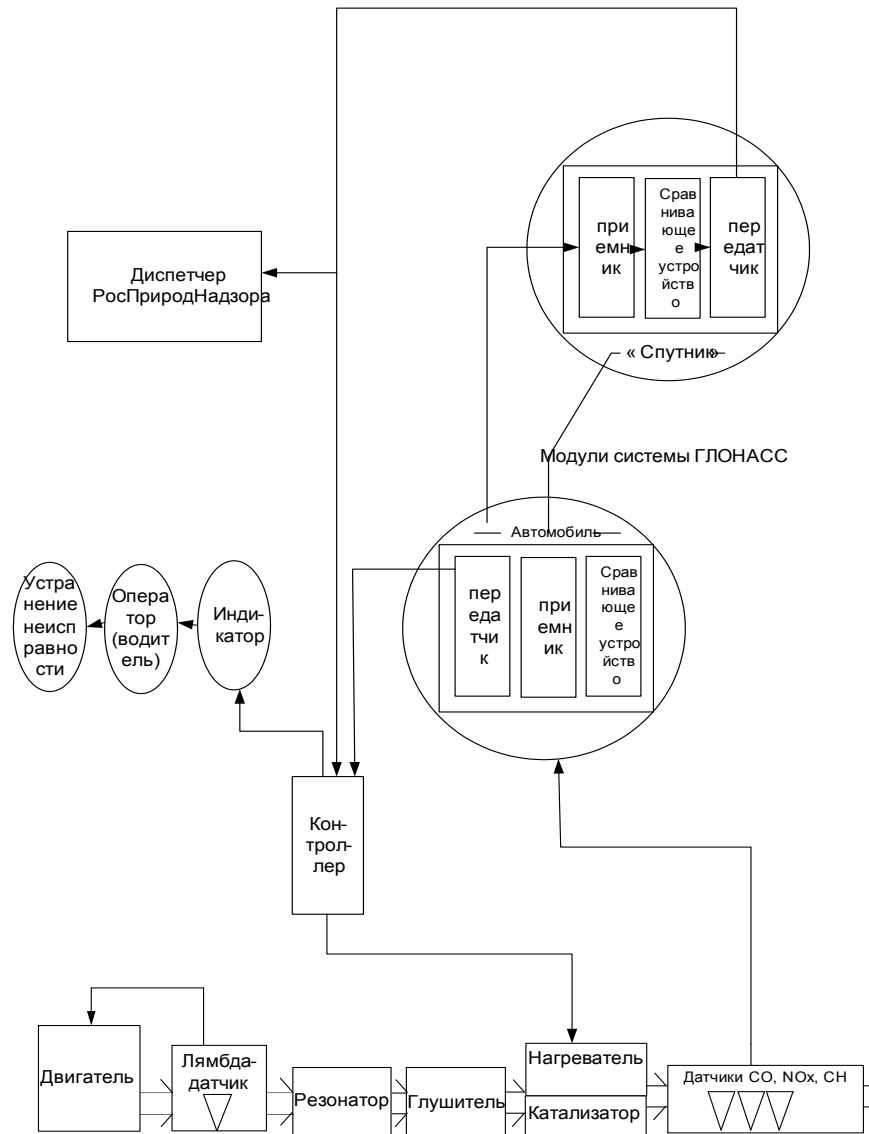 при
емн
ик
Срав
нива
юще
е
устро
йств
о
пер
едат
чик
« Спутник»
Диспетчер
РосПриродНадзора
Модули системы ГЛОНАСС
Автомобиль
пер
еда
тчи
к
при
емн
ик
Срав
нива
юще
е
устро
йств
о
Устра
нение
неисп
равно
сти
Опера
тор
(водит
ель)
Инди-
катор
Кон-
трол-
лер
Двигатель
Лямбда-
датчик
Резонатор
Глушитель
Нагреватель
Катализатор
Датчики CO, NOx, CH